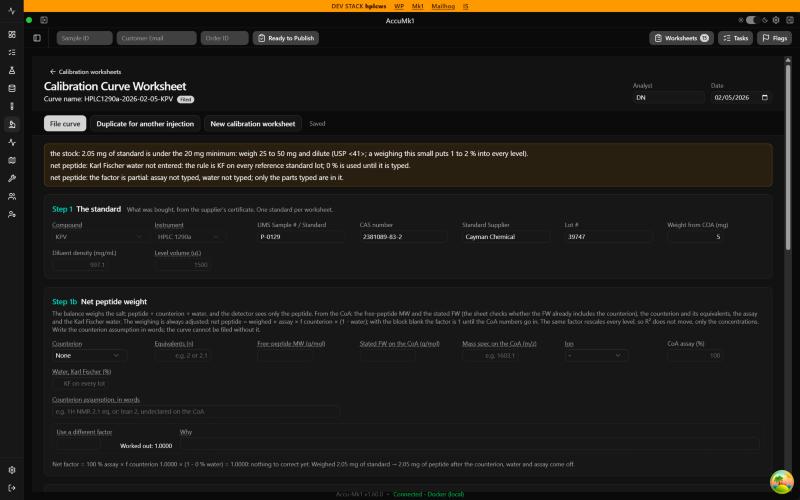 DEV STACK hplcws WP Mk1 Mailhog IS
AccuMk1
Sample ID Customer Email Order ID Ready to Publish Worksheets 15 Tasks Flags
← Calibration worksheets
Calibration Curve Worksheet
Curve name: HPLC1290a-2026-02-05-KPV Filed
Analyst Date
DN 02/05/2026
File curve Duplicate for another injection New calibration worksheet Saved
the stock: 2.05 mg of standard is under the 20 mg minimum: weigh 25 to 50 mg and dilute (USP <41>; a weighing this small puts 1 to 2 % into every level).
net peptide: Karl Fischer water not entered: the rule is KF on every reference standard lot; 0 % is used until it is typed.
net peptide: the factor is partial: assay not typed, water not typed; only the parts typed are in it.
Step 1 The standard What was bought, from the supplier's certificate. One standard per worksheet.
Compound Instrument LIMS Sample # / Standard CAS number Standard Supplier Lot # Weight from COA (mg)
KPV HPLC 1290a P-0129 2381089-83-2 Cayman Chemical 39747 5
Diluent density (mg/mL) Level volume (uL)
997.1 1500
Step 1b Net peptide weight
The balance weighs the salt: peptide + counterion + water, and the detector sees only the peptide. From the CoA: the free-peptide MW and the stated FW (the sheet checks whether the FW already includes the counterion), the counterion and its equivalents, the assay
and the Karl Fischer water. The weighing is always adjusted: net peptide = weighed × assay × f counterion × (1 - water); with the block blank the factor is 1 until the CoA numbers go in. The same factor rescales every level, so R² does not move, only the concentrations.
Write the counterion assumption in words; the curve cannot be filed without it.
Counterion Equivalents (n) Free-peptide MW (g/mol) Stated FW on the CoA (g/mol) Mass spec on the CoA (m/z) Ion CoA assay (%)
None e.g. 2 or 2.1 e.g. 1603.1 - 100
Water, Karl Fischer (%)
KF on every lot
Counterion assumption, in words
e.g. 1H NMR 2.1 eq, or: Iran 2, undeclared on the CoA
Use a different factor Why
Worked out: 1.0000
Net factor = 100 % assay × f counterion 1.0000 × (1 - 0 % water) = 1.0000: nothing to correct yet. Weighed 2.05 mg of standard → 2.05 mg of peptide after the counterion, water and assay come off.
Accu-Mk1 v1.60.0 • Connected - Docker (local)